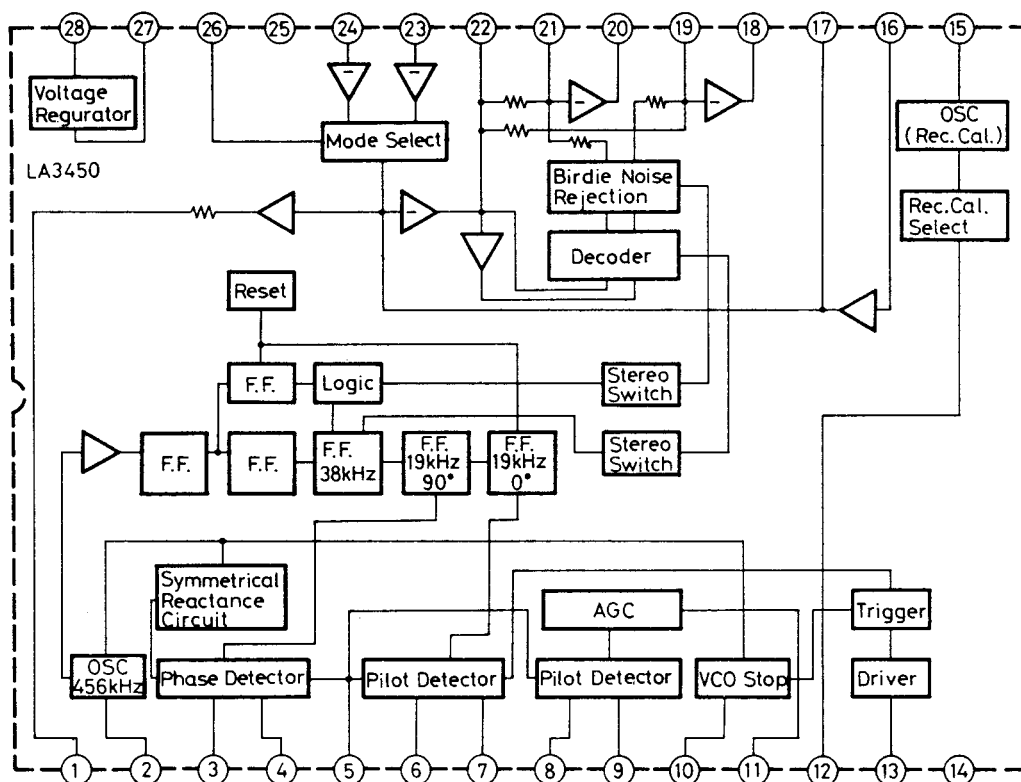 28 27 26 25 24 23 22 21 20 19 18 17 16 15
Voltage
Regurator
LA3450
Mode Select
Birdie Noise
Rejection
Decoder
OSC
(Rec. Cal.)
Rec.Cal.
Select
Reset
F.F.
Logic
Stereo
Switch
F.F.
F.F.
F.F.
38kHz
F.F.
19kHz
90°
F.F.
19kHz
0°
Stereo
Switch
Symmetrical
Reactance
Circuit
AGC
Trigger
OSC
456kHz
Phase Detector
Pilot Detector
Pilot Detector
VCO Stop
Driver
1 2 3 4 5 6 7 8 9 10 11 12 13 14